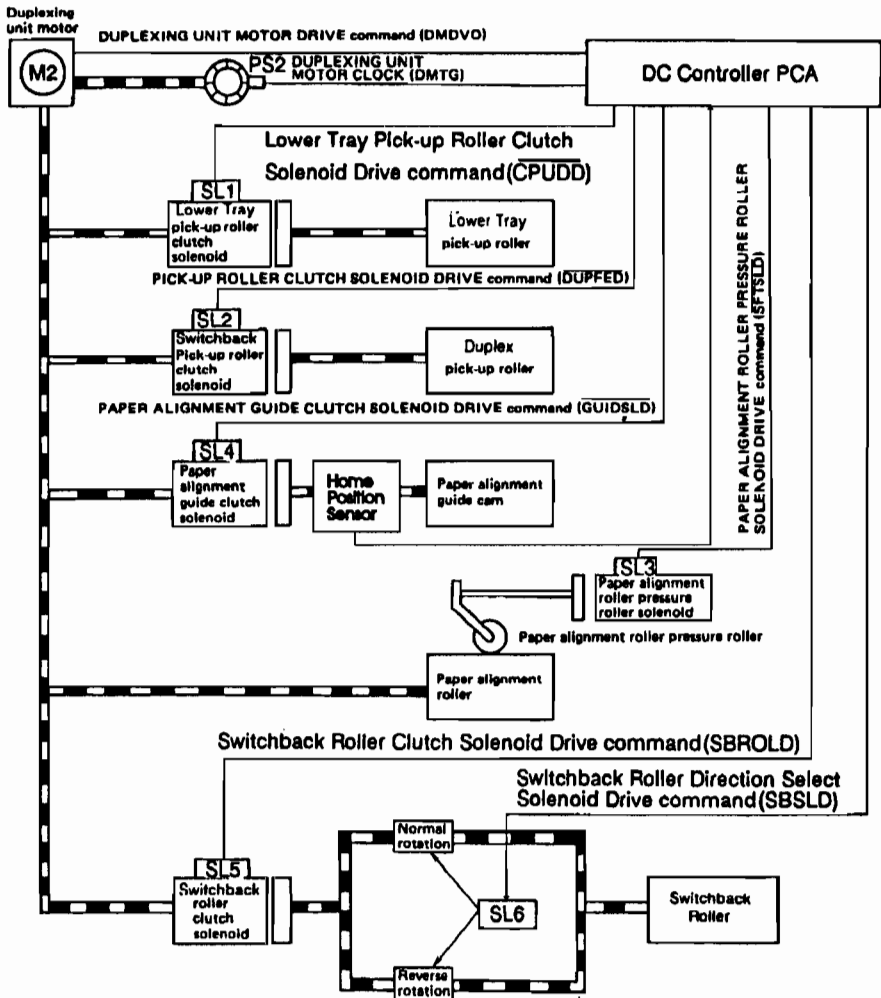 Duplexing
unit motor
DUPLEXING UNIT MOTOR DRIVE command (DMDVO)
M2
PS2 DUPLEXING UNIT
MOTOR CLOCK (DMTG)
DC Controller PCA
Lower Tray Pick-up Roller Clutch
Solenoid Drive command (CPUDD)
SL1
Lower Tray
pick-up roller
clutch
solenoid
Lower Tray
pick-up roller
PICK-UP ROLLER CLUTCH SOLENOID DRIVE command (DUPFED)
SL2
Switchback
Pick-up roller
clutch
solenoid
Duplex
pick-up roller
PAPER ALIGNMENT GUIDE CLUTCH SOLENOID DRIVE command (GUIDSLD)
SL4
Paper
alignment
guide clutch
solenoid
Home
Position
Sensor
Paper alignment
guide cam
PAPER ALIGNMENT ROLLER PRESSURE ROLLER
SOLENOID DRIVE command (SFTSLD)
SL3
Paper alignment
roller pressure
roller solenoid
Paper alignment roller pressure roller
Paper alignment
roller
Switchback Roller Clutch Solenoid Drive command(SBROLD)
Switchback Roller Direction Select
Solenoid Drive command(SBSLD)
Normal
rotation
SL5
Switchback
roller
clutch
solenoid
SL6
Switchback
Roller
Reverse
rotation